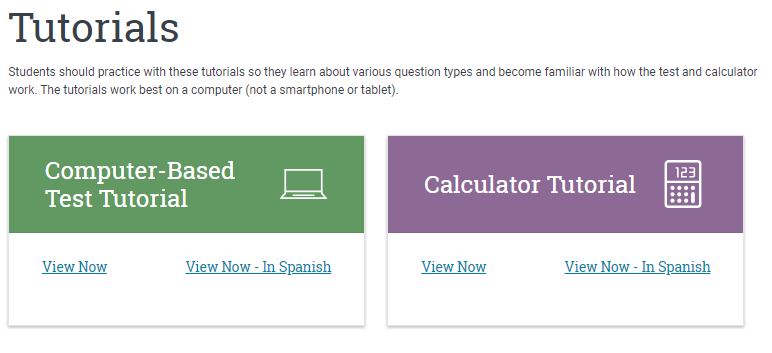 Tutorials
Students should practice with these tutorials so they learn about various question types and become familiar with how the test and calculator
work. The tutorials work best on a computer (not a smartphone or tablet).
Computer-Based
Test Tutorial
View Now
View Now - In Spanish
Calculator Tutorial
123
View Now
View Now - In Spanish